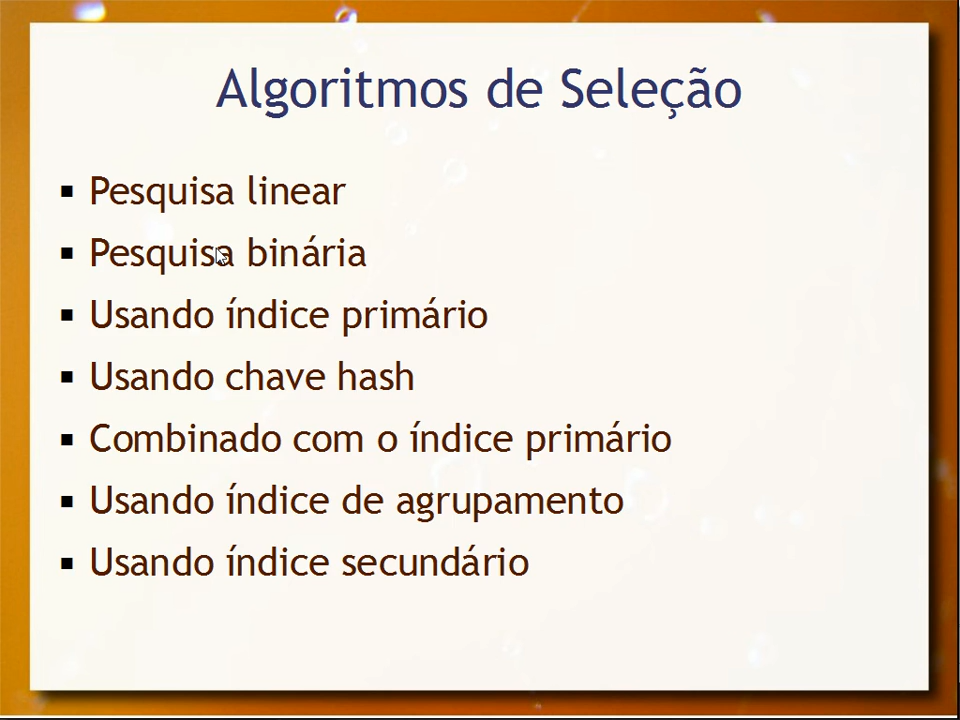 Algoritmos de Seleção
Pesquisa linear
Pesquisa binária
Usando índice primário
Usando chave hash
Combinado com o índice primário
Usando índice de agrupamento
Usando índice secundário